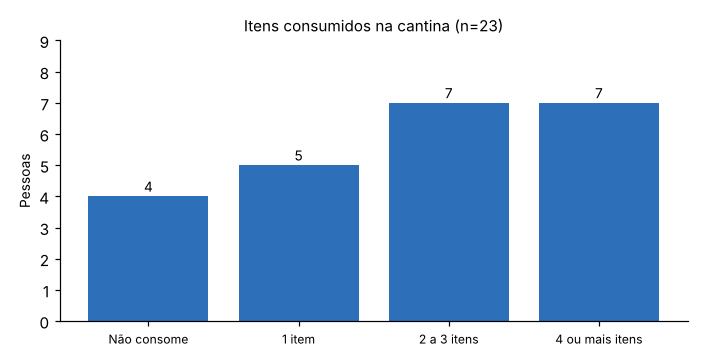 Itens consumidos na cantina (n=23)
Pessoas
9
8
7
6
5
4
3
2
1
0
4
5
7
7
Não consome
1 item
2 a 3 itens
4 ou mais itens